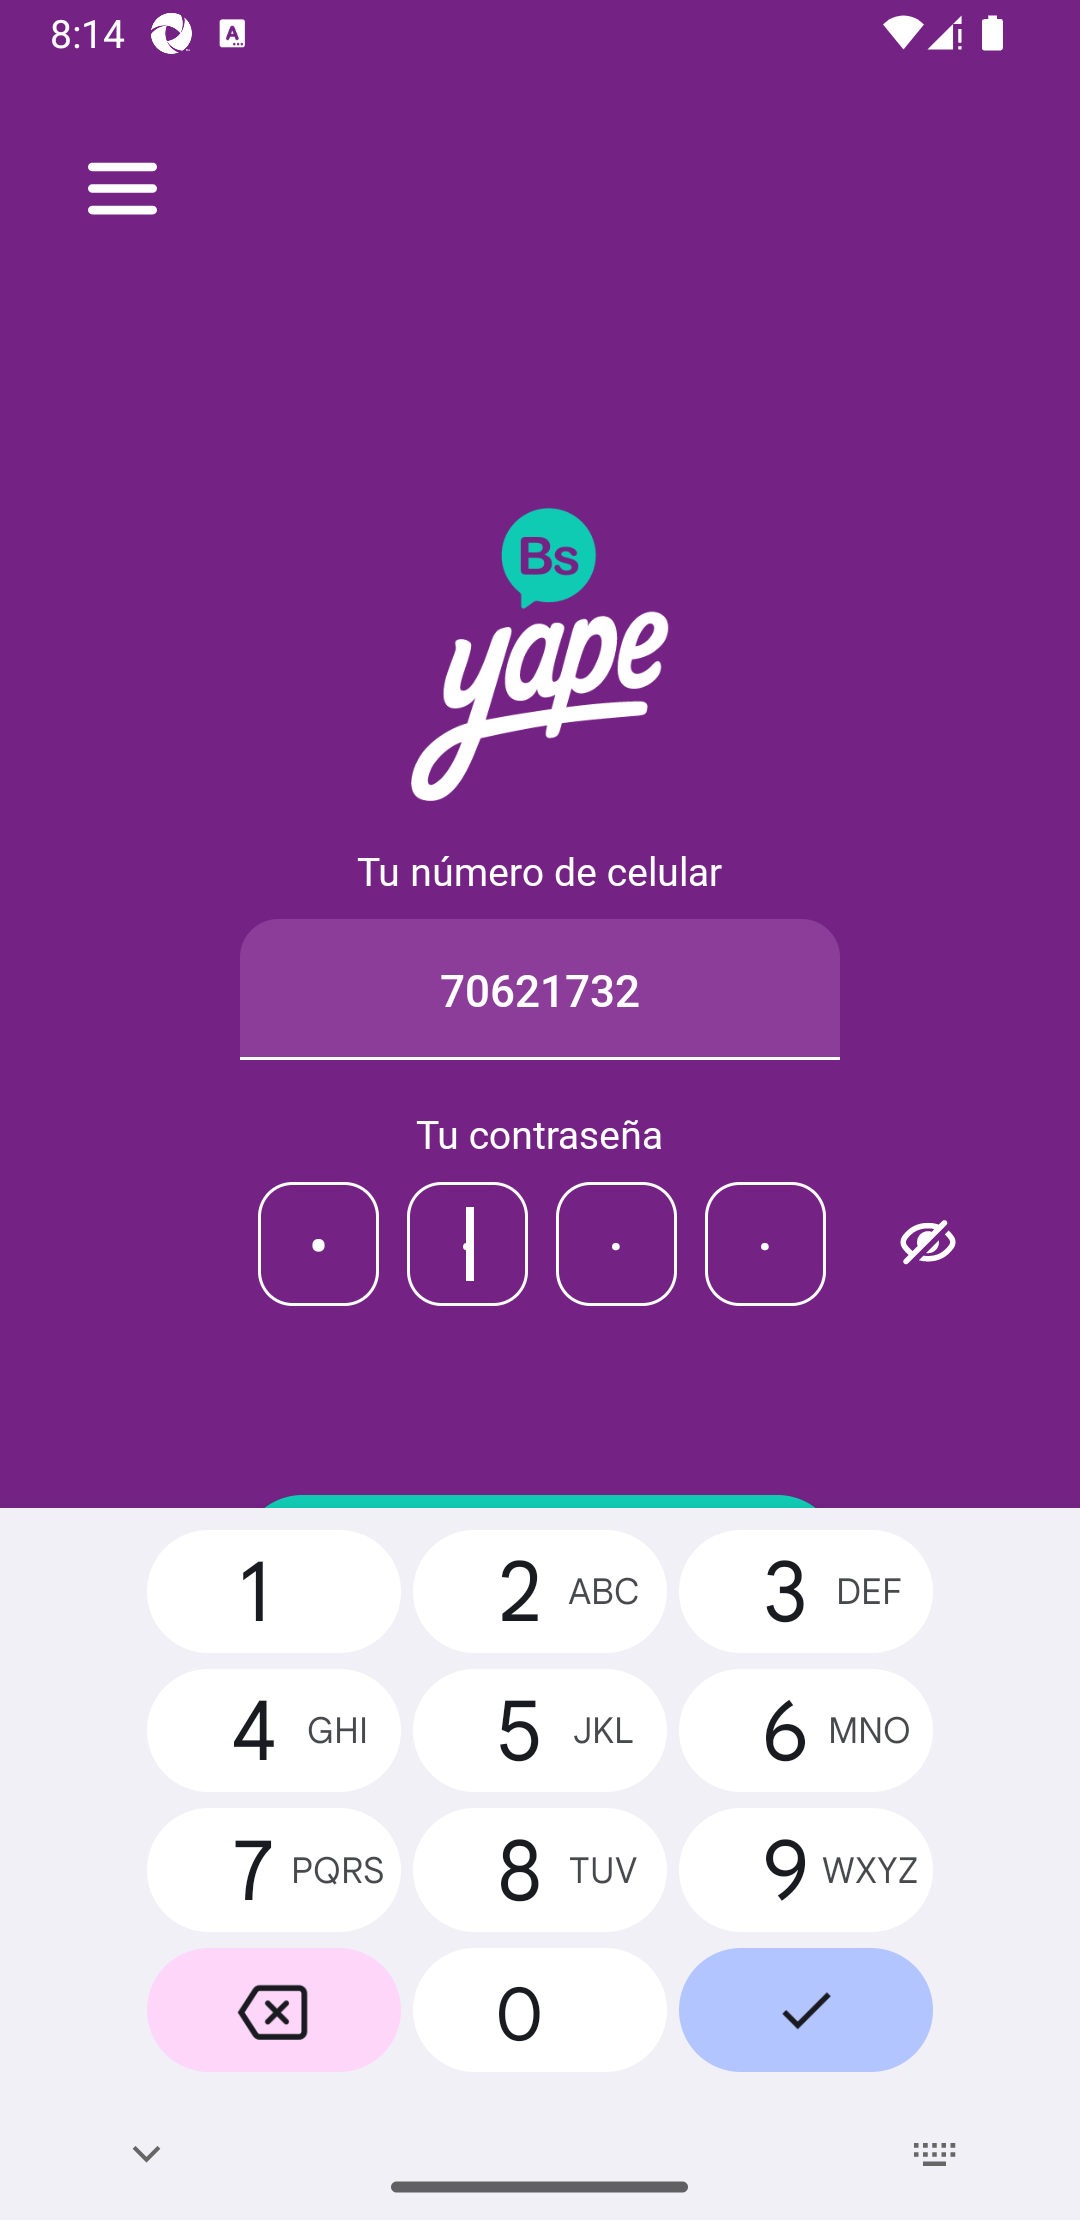 8:14
A
Bs
yape
Tu número de celular
70621732
Tu contraseña
1
2 ABC
3 DEF
4 GHI
5 JKL
6 MNO
7 PQRS
8 TUV
9 WXYZ
0